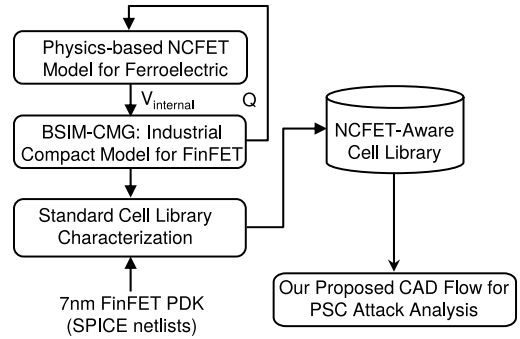 Physics-based NCFET
Model for Ferroelectric
V_internal
Q
BSIM-CMG: Industrial
Compact Model for FinFET
Standard Cell Library
Characterization
7nm FinFET PDK
(SPICE netlists)
NCFET-Aware
Cell Library
Our Proposed CAD Flow for
PSC Attack Analysis